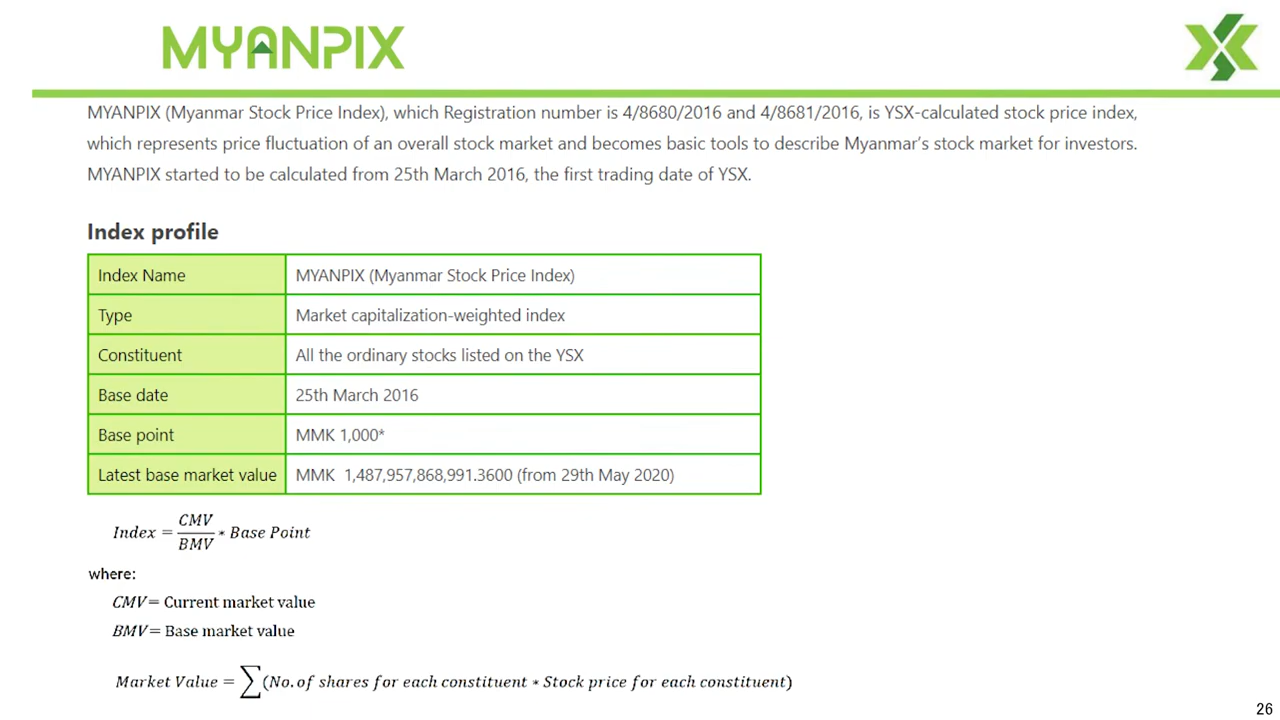 MYANPIX
MYANPIX (Myanmar Stock Price Index), which Registration number is 4/8680/2016 and 4/8681/2016, is YSX-calculated stock price index,
which represents price fluctuation of an overall stock market and becomes basic tools to describe Myanmar's stock market for investors.
MYANPIX started to be calculated from 25th March 2016, the first trading date of YSX.
Index profile
Index Name MYANPIX (Myanmar Stock Price Index)
Type Market capitalization-weighted index
Constituent All the ordinary stocks listed on the YSX
Base date 25th March 2016
Base point MMK 1,000*
Latest base market value MMK 1,487,957,868,991.3600 (from 29th May 2020)
Index = CMV/BMV * Base Point
where:
CMV= Current market value
BMV= Base market value
Market Value = ∑(No. of shares for each constituent * Stock price for each constituent)
26